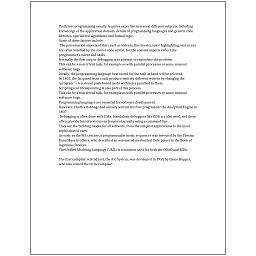 Proficient programming usually requires expertise in several different subjects, including
knowledge of the application domain, details of programming languages and generic code
libraries, specialized algorithms, and formal logic.
Some of these factors include:
The presentation aspects of this (such as indents, line breaks, color highlighting, and so on)
are often handled by the source code editor, but the content aspects reflect the
programmer's talent and skills.
Normally the first step in debugging is to attempt to reproduce the problem.
This can be a non-trivial task, for example as with parallel processes or some unusual
software bugs.
Ideally, the programming language best suited for the task at hand will be selected.
In 1801, the Jacquard loom could produce entirely different weaves by changing the
"program" – a series of pasteboard cards with holes punched in them.
Scripting and breakpointing is also part of this process.
This can be a non-trivial task, for example as with parallel processes or some unusual
software bugs.
Programming languages are essential for software development.
However, Charles Babbage had already written his first program for the Analytical Engine in
1837.
Debugging is often done with IDEs. Standalone debuggers like GDB are also used, and these
often provide less of a visual environment, usually using a command line.
They are the building blocks for all software, from the simplest applications to the most
sophisticated ones.
As early as the 9th century, a programmable music sequencer was invented by the Persian
Banu Musa brothers, who described an automated mechanical flute player in the Book of
Ingenious Devices.
The Unified Modeling Language (UML) is a notation used for both the OOAD and MDA.
The first compiler related tool, the A-0 System, was developed in 1952 by Grace Hopper,
who also coined the term 'compiler'.